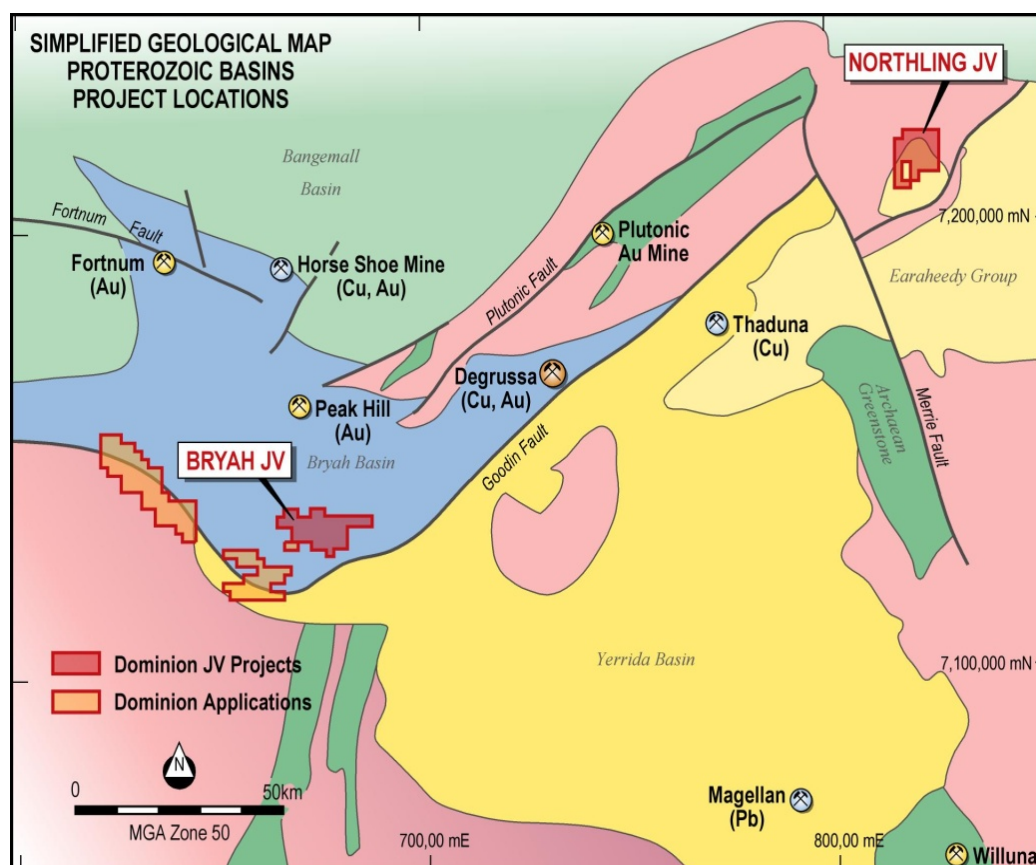 SIMPLIFIED GEOLOGICAL MAP
PROTEROZOIC BASINS
PROJECT LOCATIONS
NORTHLING JV
Bangemall
Basin
Fortnum
Fault
7,200,000 mN
Fortnum
(Au)
Horse Shoe Mine
(Cu, Au)
Plutonic
Au Mine
Plutonic Fault
Earaheedy Group
Thaduna
(Cu)
Degrussa
(Cu, Au)
Peak Hill
(Au)
Archaean
Greenstone
Merrie Fault
BRYAH JV
Bryah Basin
Goodin Fault
Yerrida Basin
7,100,000 mN
Dominion JV Projects
Dominion Applications
N
0
50km
MGA Zone 50
Magellan
(Pb)
700,00 mE
800,00 mE
Wiluna